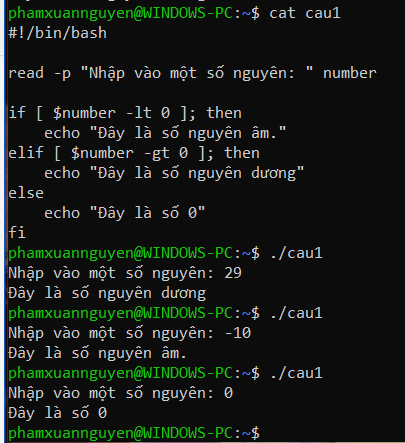 phamxuannguyen@WINDOWS-PC:~$ cat cau1
#!/bin/bash

read -p "Nhập vào một số nguyên: " number

if [ $number -lt 0 ]; then
    echo "Đây là số nguyên âm."
elif [ $number -gt 0 ]; then
    echo "Đây là số nguyên dương"
else
    echo "Đây là số 0"
fi
phamxuannguyen@WINDOWS-PC:~$ ./cau1
Nhập vào một số nguyên: 29
Đây là số nguyên dương
phamxuannguyen@WINDOWS-PC:~$ ./cau1
Nhập vào một số nguyên: -10
Đây là số nguyên âm.
phamxuannguyen@WINDOWS-PC:~$ ./cau1
Nhập vào một số nguyên: 0
Đây là số 0
phamxuannguyen@WINDOWS-PC:~$